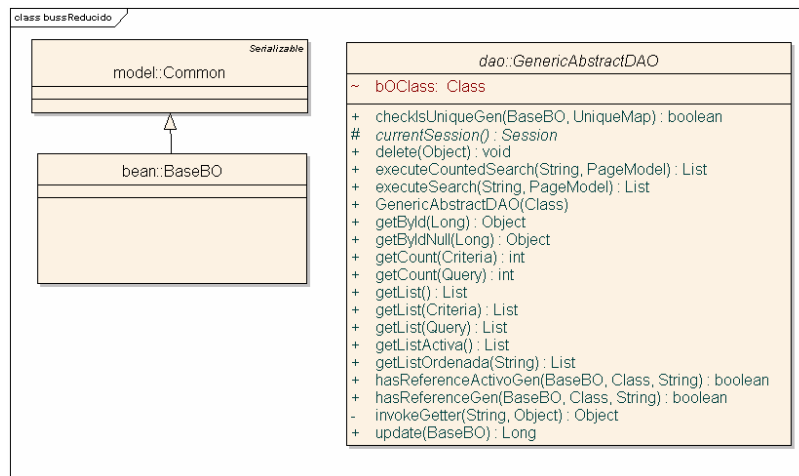 class bussReducido
Serializable
model::Common
bean::BaseBO
dao::GenericAbstractDAO
~ bOClass: Class
+ checkIsUniqueGen(BaseBO, UniqueMap) : boolean
# currentSession() : Session
+ delete(Object) : void
+ executeCountedSearch(String, PageModel) : List
+ executeSearch(String, PageModel) : List
+ GenericAbstractDAO(Class)
+ getById(Long) : Object
+ getByIdNull(Long) : Object
+ getCount(Criteria) : int
+ getCount(Query) : int
+ getList() : List
+ getList(Criteria) : List
+ getList(Query) : List
+ getListActiva() : List
+ getListOrdenada(String) : List
+ hasReferenceActivoGen(BaseBO, Class, String) : boolean
+ hasReferenceGen(BaseBO, Class, String) : boolean
- invokeGetter(String, Object) : Object
+ update(BaseBO) : Long